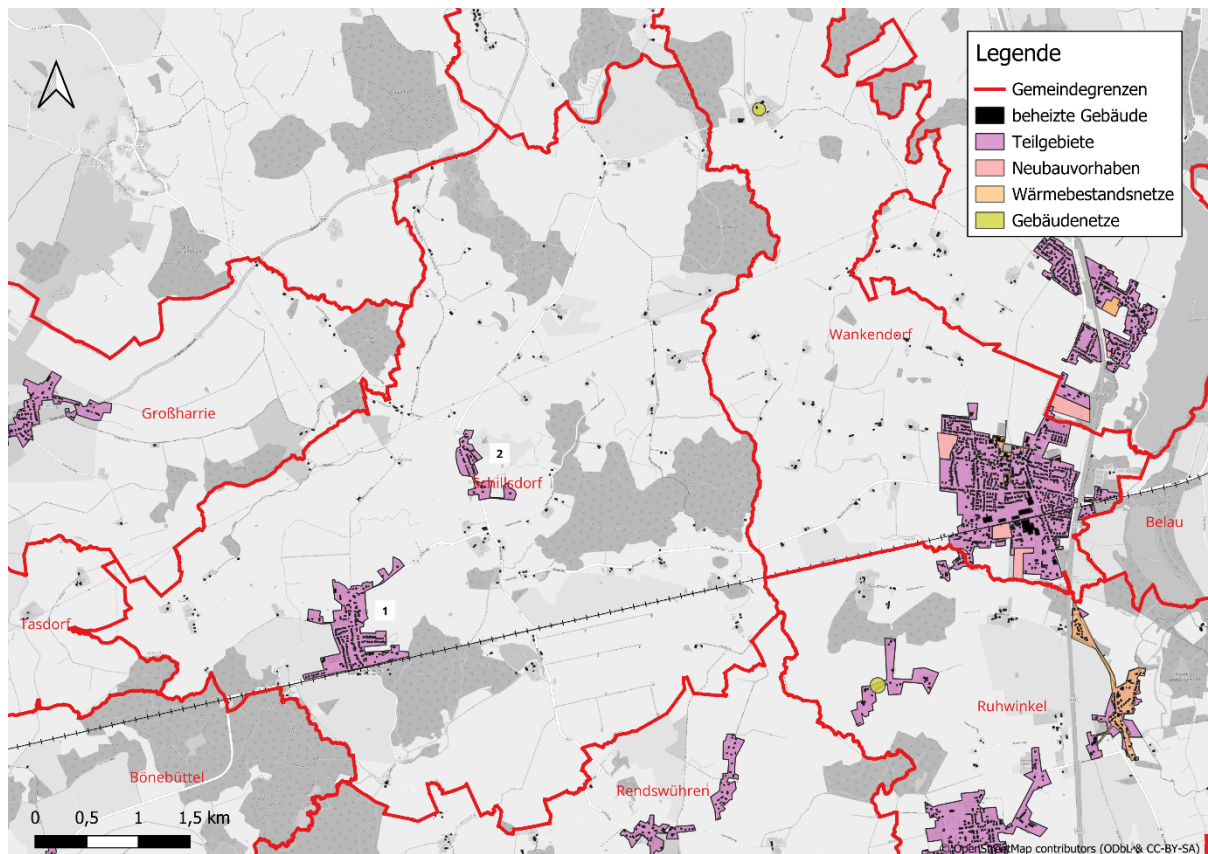 Legende
Gemeindegrenzen
beheizte Gebäude
Teilgebiete
Neubauvorhaben
Wärmebestandsnetze
Gebäudenetze
Wankendorf
Großharrie
2
Schillsdorf
Belau
1
Tasdorf
Ruhwinkel
Bönebüttel
Rendswühren
0 0,5 1 1,5 km
© OpenStreetMap contributors (ODbL & CC-BY-SA)